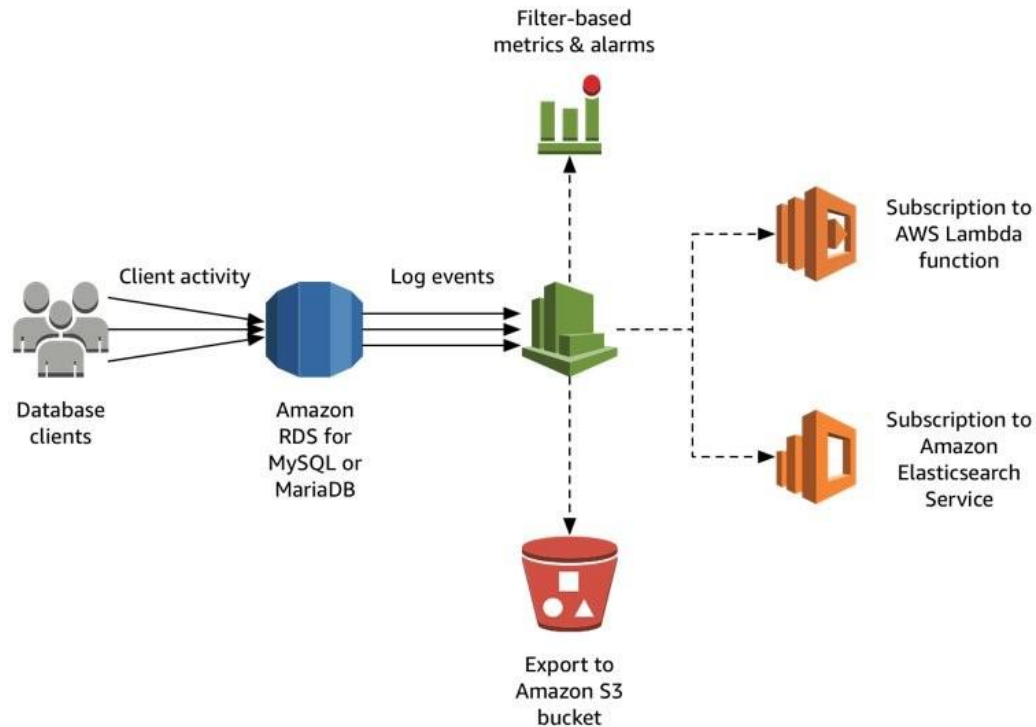 Filter-based
metrics & alarms
Client activity
Log events
Subscription to
AWS Lambda
function
Database
clients
Amazon
RDS for
MySQL or
MariaDB
Subscription to
Amazon
Elasticsearch
Service
Export to
Amazon S3
bucket